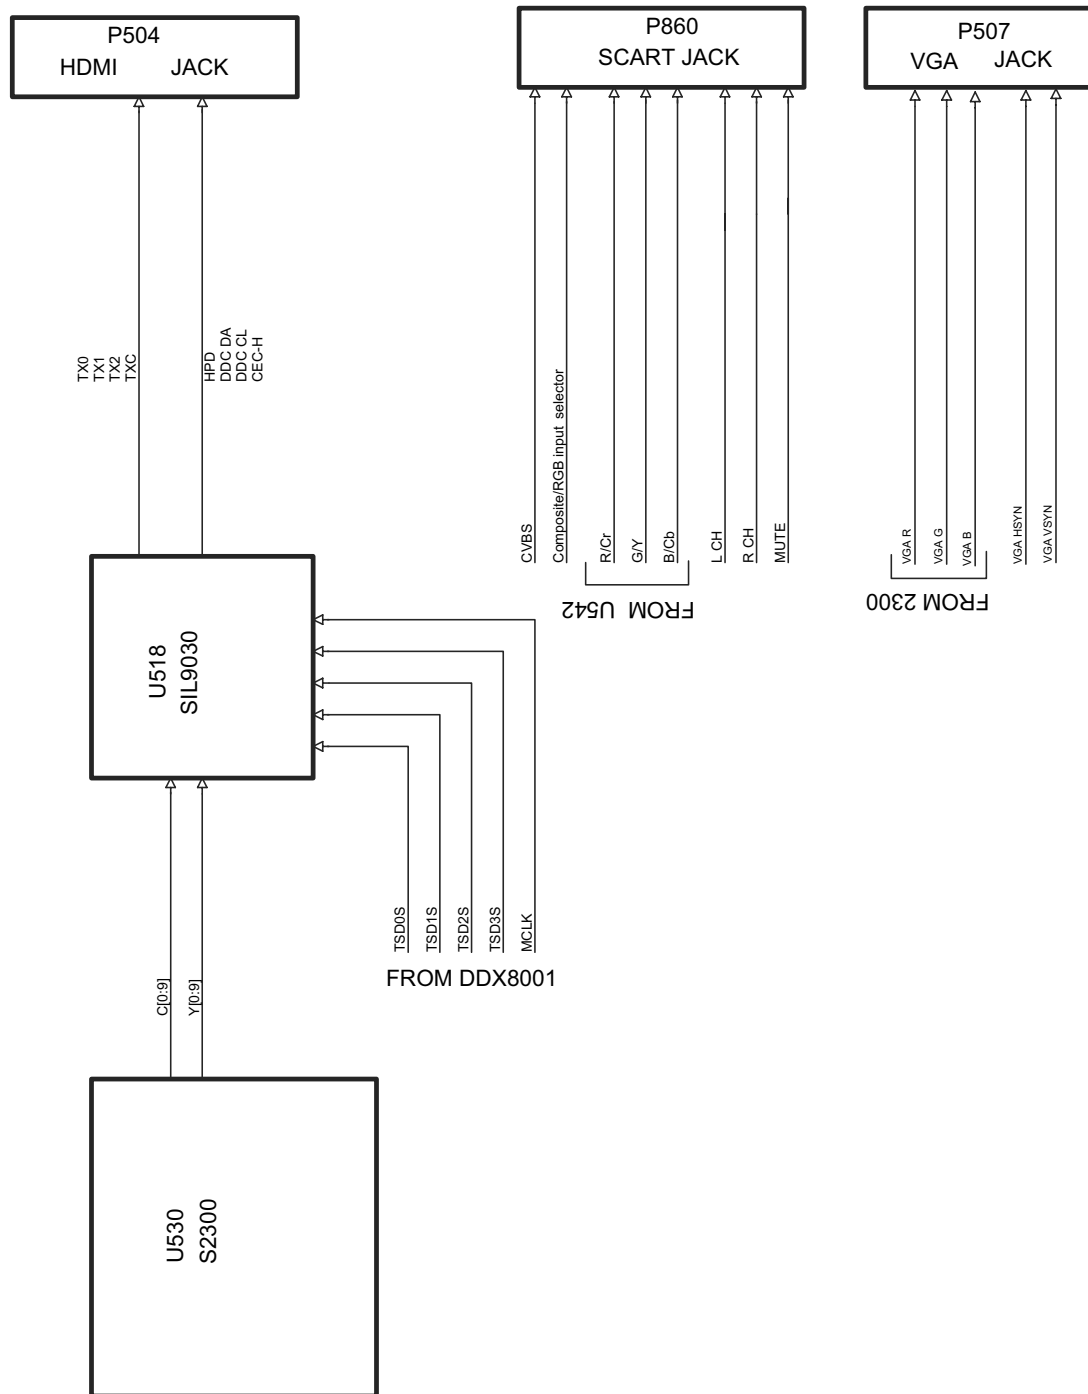 P504
HDMI JACK
P860
SCART JACK
P507
VGA JACK
TX0
TX1
TX2
TXC
HPD
DDC DA
DDC CL
CEC-H
CVBS
Composite/RGB input selector
R/Cr
G/Y
B/Cb
L CH
R CH
MUTE
FROM U542
VGA R
VGA G
VGA B
VGA HSYN
VGA VSYN
FROM 2300
U518
SIL9030
TSD0S
TSD1S
TSD2S
TSD3S
MCLK
FROM DDX8001
C[0:9]
Y[0:9]
U530
S2300